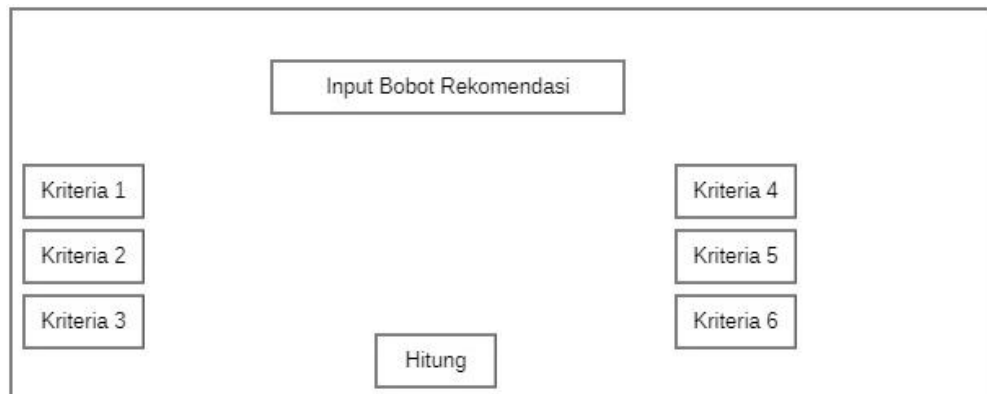 Input Bobot Rekomendasi
Kriteria 1
Kriteria 4
Kriteria 2
Kriteria 5
Kriteria 3
Kriteria 6
Hitung